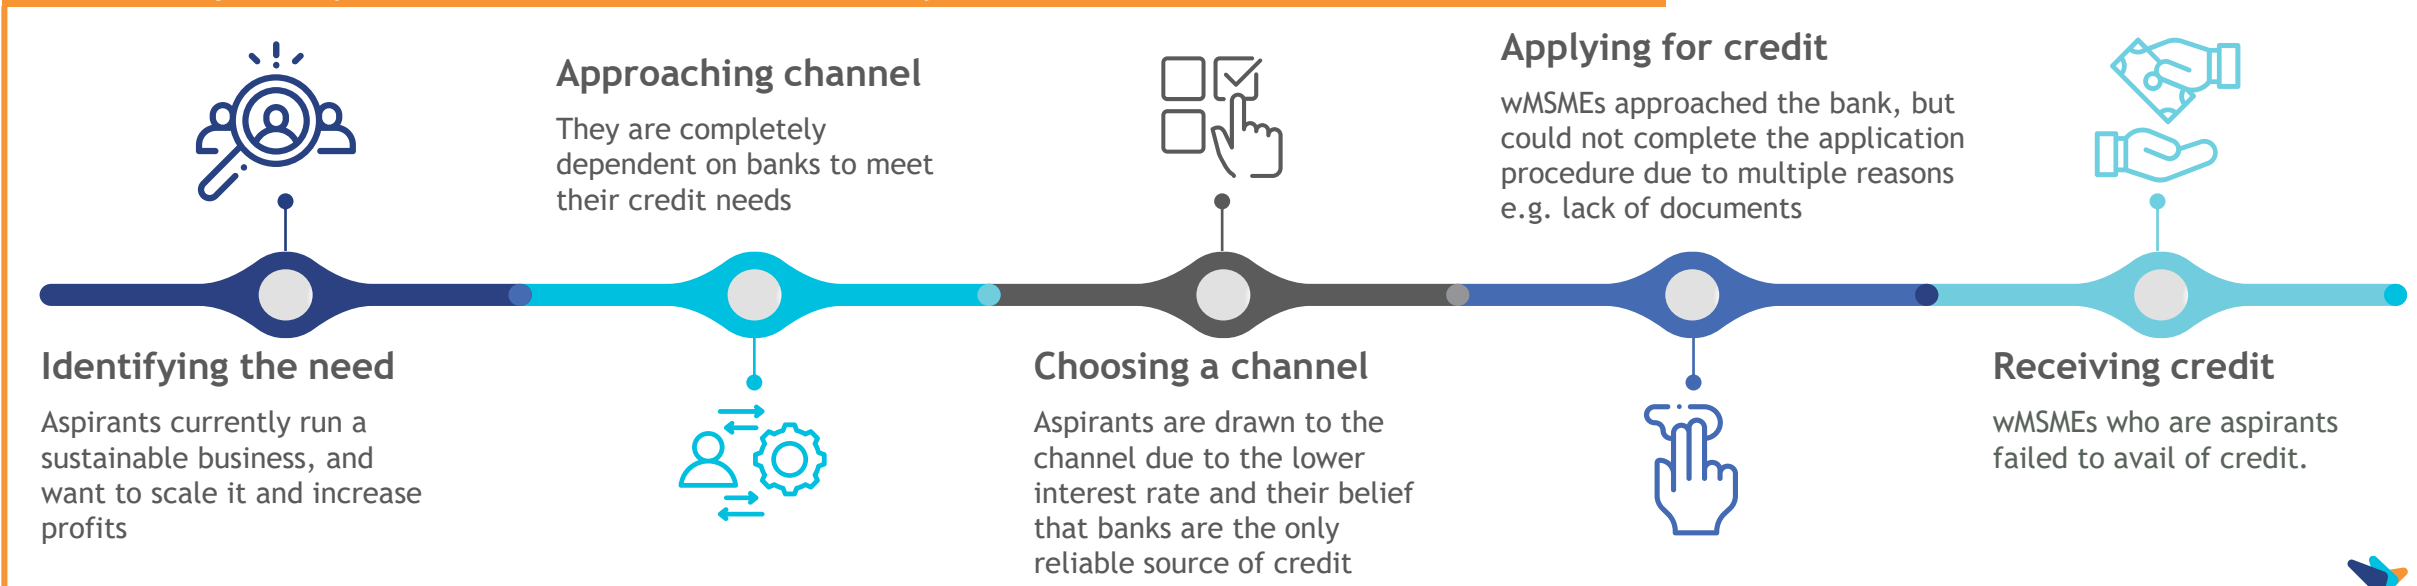 Identifying the need
Aspirants currently run a
sustainable business, and
want to scale it and increase
profits
Approaching channel
They are completely
dependent on banks to meet
their credit needs
Choosing a channel
Aspirants are drawn to the
channel due to the lower
interest rate and their belief
that banks are the only
reliable source of credit
Applying for credit
wMSMEs approached the bank, but
could not complete the application
procedure due to multiple reasons
e.g. lack of documents
Receiving credit
wMSMEs who are aspirants
failed to avail of credit.